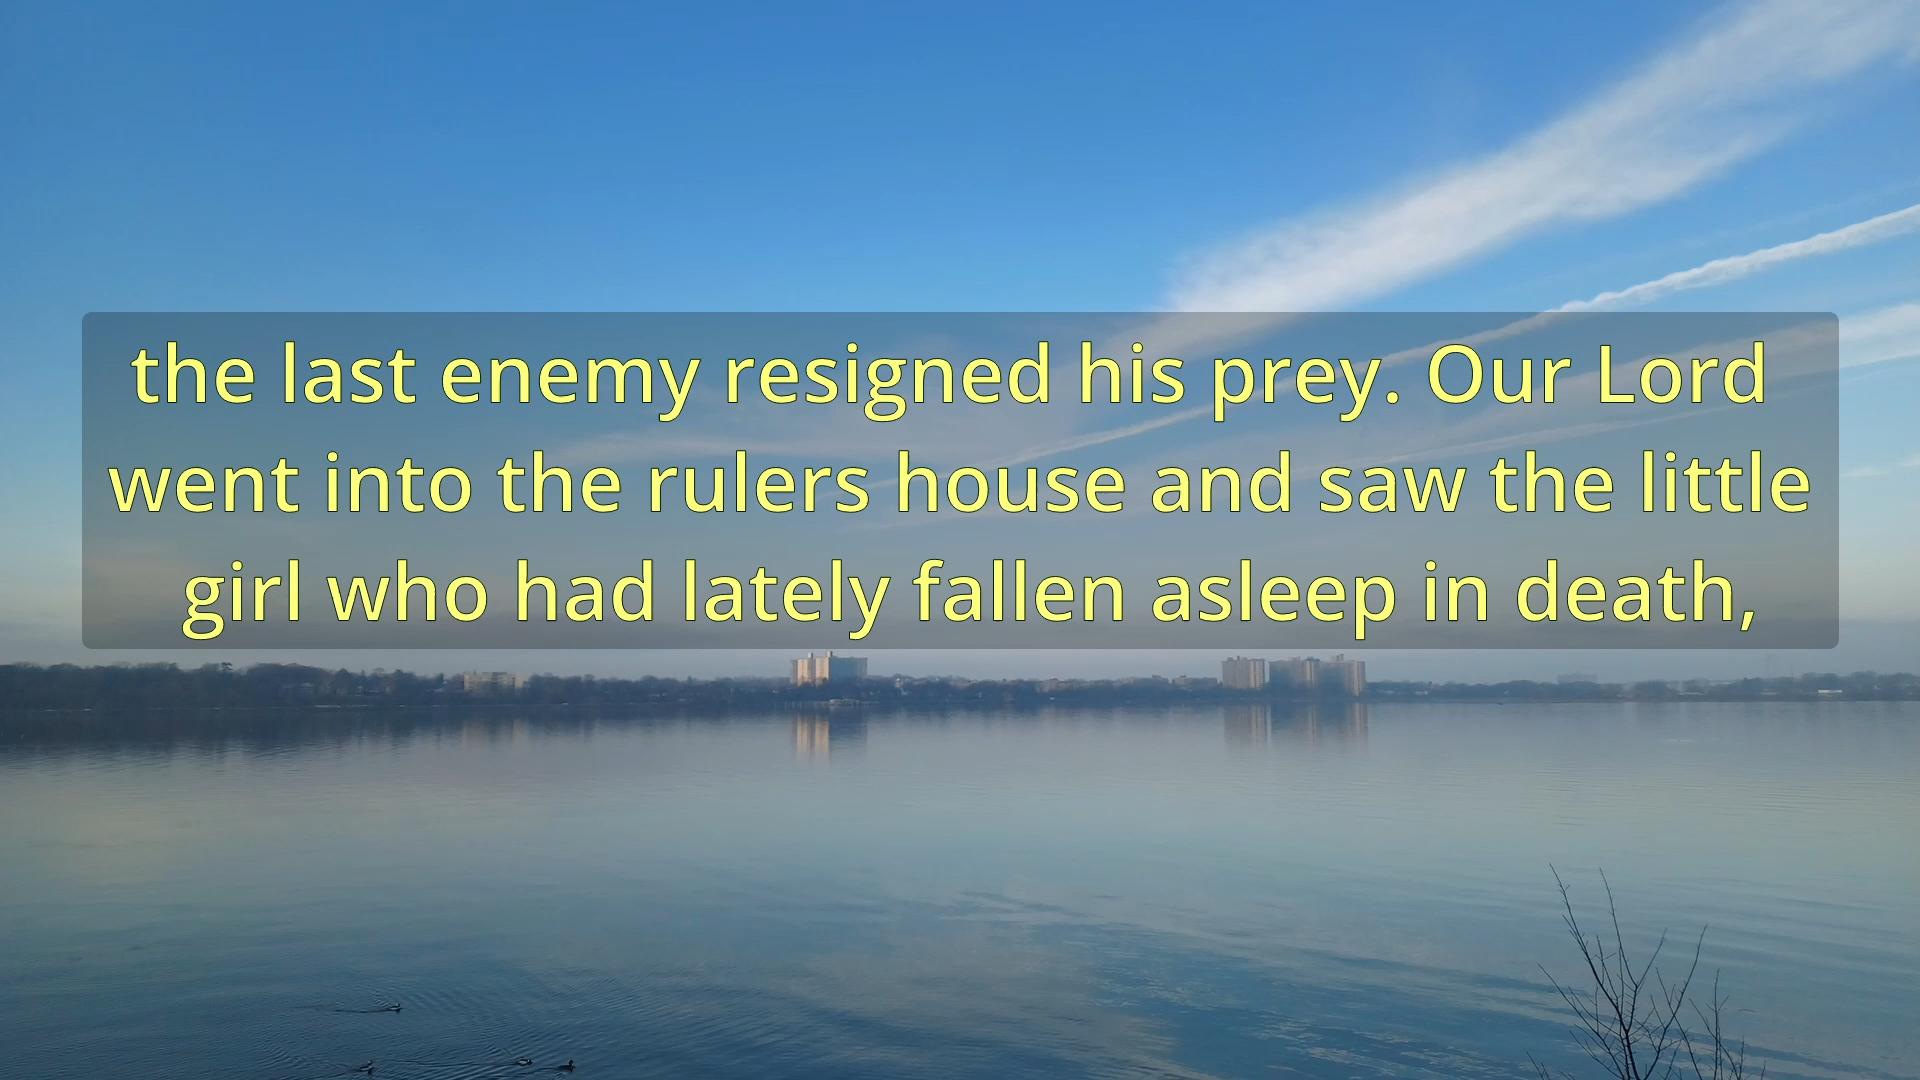 the last enemy resigned his prey. Our Lord
went into the rulers house and saw the little
girl who had lately fallen asleep in death,